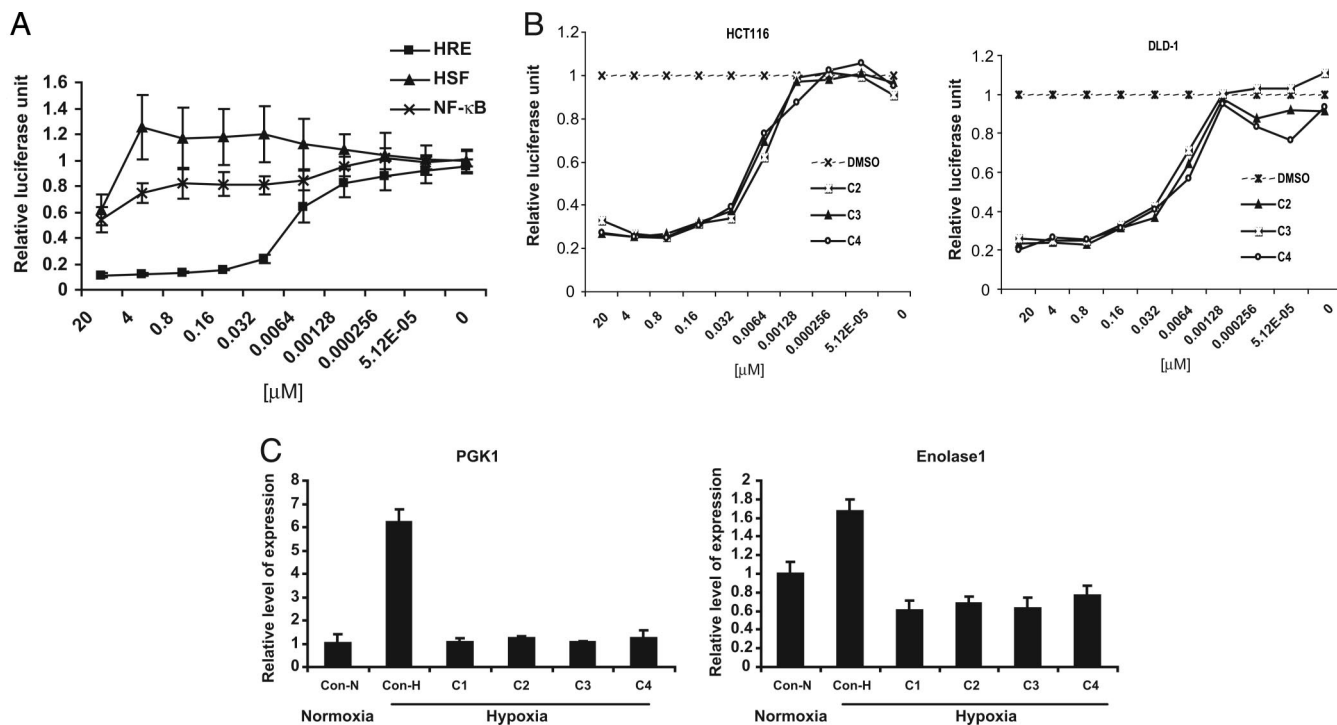 A
HRE
HSF
NF-κB
Relative luciferase unit
1.6
1.4
1.2
1
0.8
0.6
0.4
0.2
0
20
4
0.8
0.16
0.032
0.0064
0.00128
0.000256
5.12E-05
0
[μM]
B
HCT116
Relative luciferase unit
1.2
1
0.8
0.6
0.4
0.2
0
DMSO
C2
C3
C4
20
4
0.8
0.16
0.032
0.0064
0.00128
0.000256
5.12E-05
0
[μM]
DLD-1
Relative luciferase unit
1.2
1
0.8
0.6
0.4
0.2
0
DMSO
C2
C3
C4
20
4
0.8
0.16
0.032
0.0064
0.00128
0.000256
5.12E-05
0
[μM]
C
PGK1
Relative level of expression
8
7
6
5
4
3
2
1
0
Con-N Con-H C1 C2 C3 C4
Normoxia Hypoxia
Enolase1
Relative level of expression
2
1.8
1.6
1.4
1.2
1
0.8
0.6
0.4
0.2
0
Con-N Con-H C1 C2 C3 C4
Normoxia Hypoxia